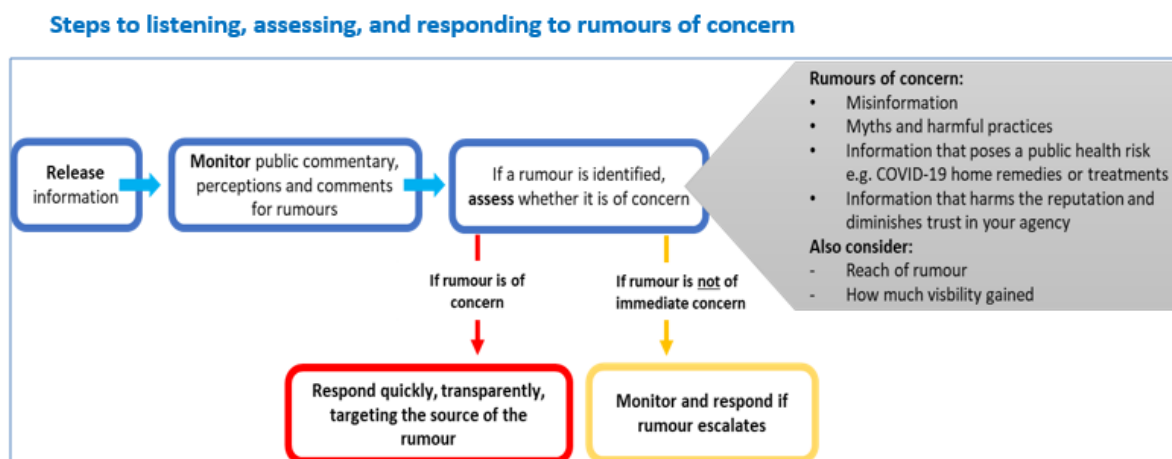 Steps to listening, assessing, and responding to rumours of concern
Release
information
Monitor public commentary,
perceptions and comments
for rumours
If a rumour is identified,
assess whether it is of concern
Rumours of concern:
• Misinformation
• Myths and harmful practices
• Information that poses a public health risk
e.g. COVID-19 home remedies or treatments
• Information that harms the reputation and
diminishes trust in your agency
Also consider:
- Reach of rumour
- How much visbility gained
If rumour is of
concern
If rumour is not of
immediate concern
Respond quickly, transparently,
targeting the source of the
rumour
Monitor and respond if
rumour escalates